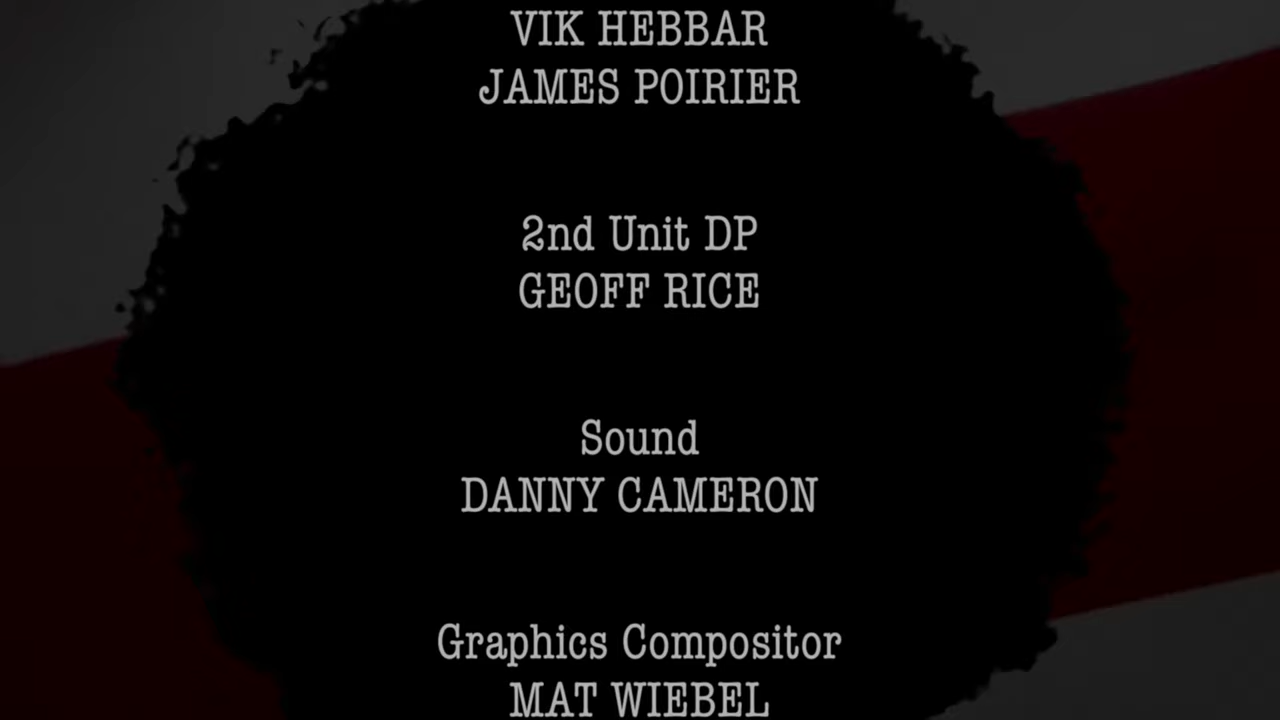 VIK HEBBAR
JAMES POIRIER
2nd Unit DP
GEOFF RICE
Sound
DANNY CAMERON
Graphics Compositor
MAT WIEBEL